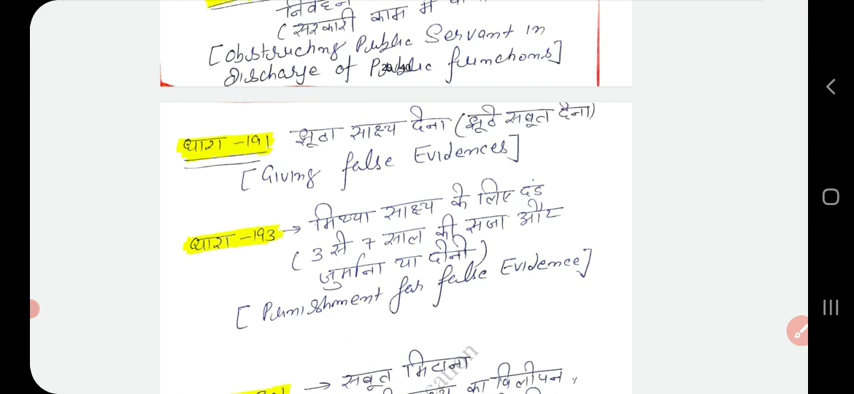 निर्वहन
(सरकारी काम में
[Obstructing Public Servant in
Discharge of Public functions]
धारा -191 झूठा साक्ष्य देना (झूठे सबूत देना)
[Giving false Evidences]
धारा -193 → मिथ्या साक्ष्य के लिए दंड
(3 से 7 साल की सजा और
जुर्माना या दोनो)
[Punishment for false Evidence]
→ सबूत मिटाना
का विलोपन,